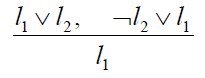 l₁ ∨ l₂, ¬l₂ ∨ l₁
l₁